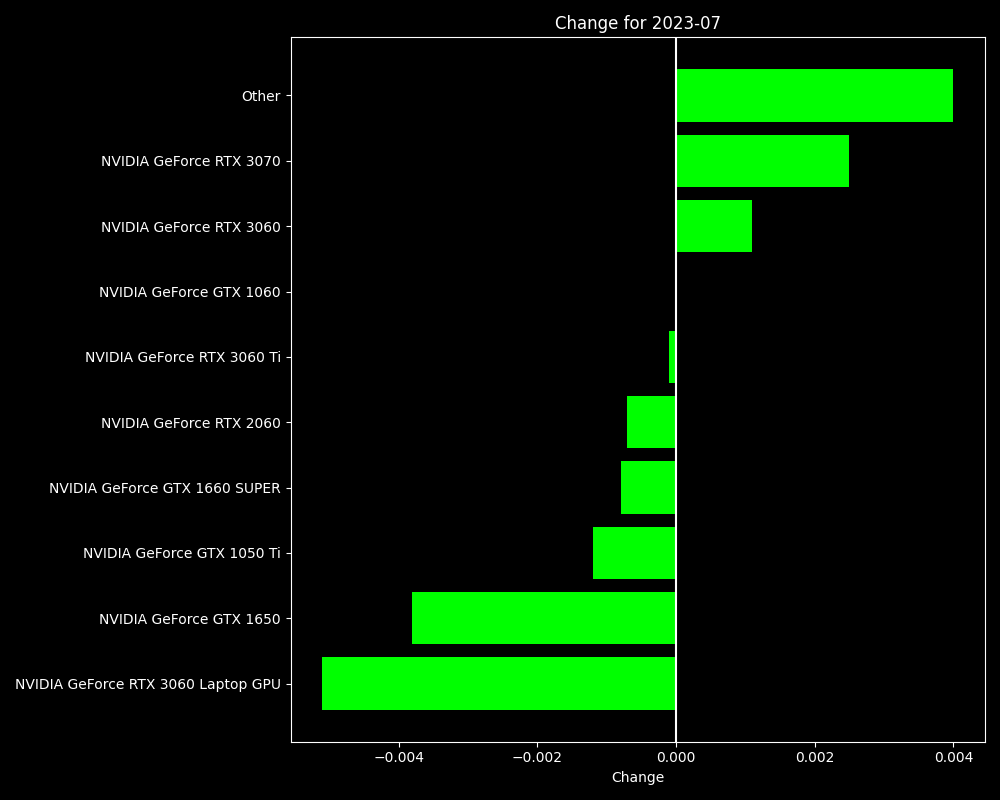 Change for 2023-07
Other
NVIDIA GeForce RTX 3070
NVIDIA GeForce RTX 3060
NVIDIA GeForce GTX 1060
NVIDIA GeForce RTX 3060 Ti
NVIDIA GeForce RTX 2060
NVIDIA GeForce GTX 1660 SUPER
NVIDIA GeForce GTX 1050 Ti
NVIDIA GeForce GTX 1650
NVIDIA GeForce RTX 3060 Laptop GPU
−0.004 −0.002 0.000 0.002 0.004
Change